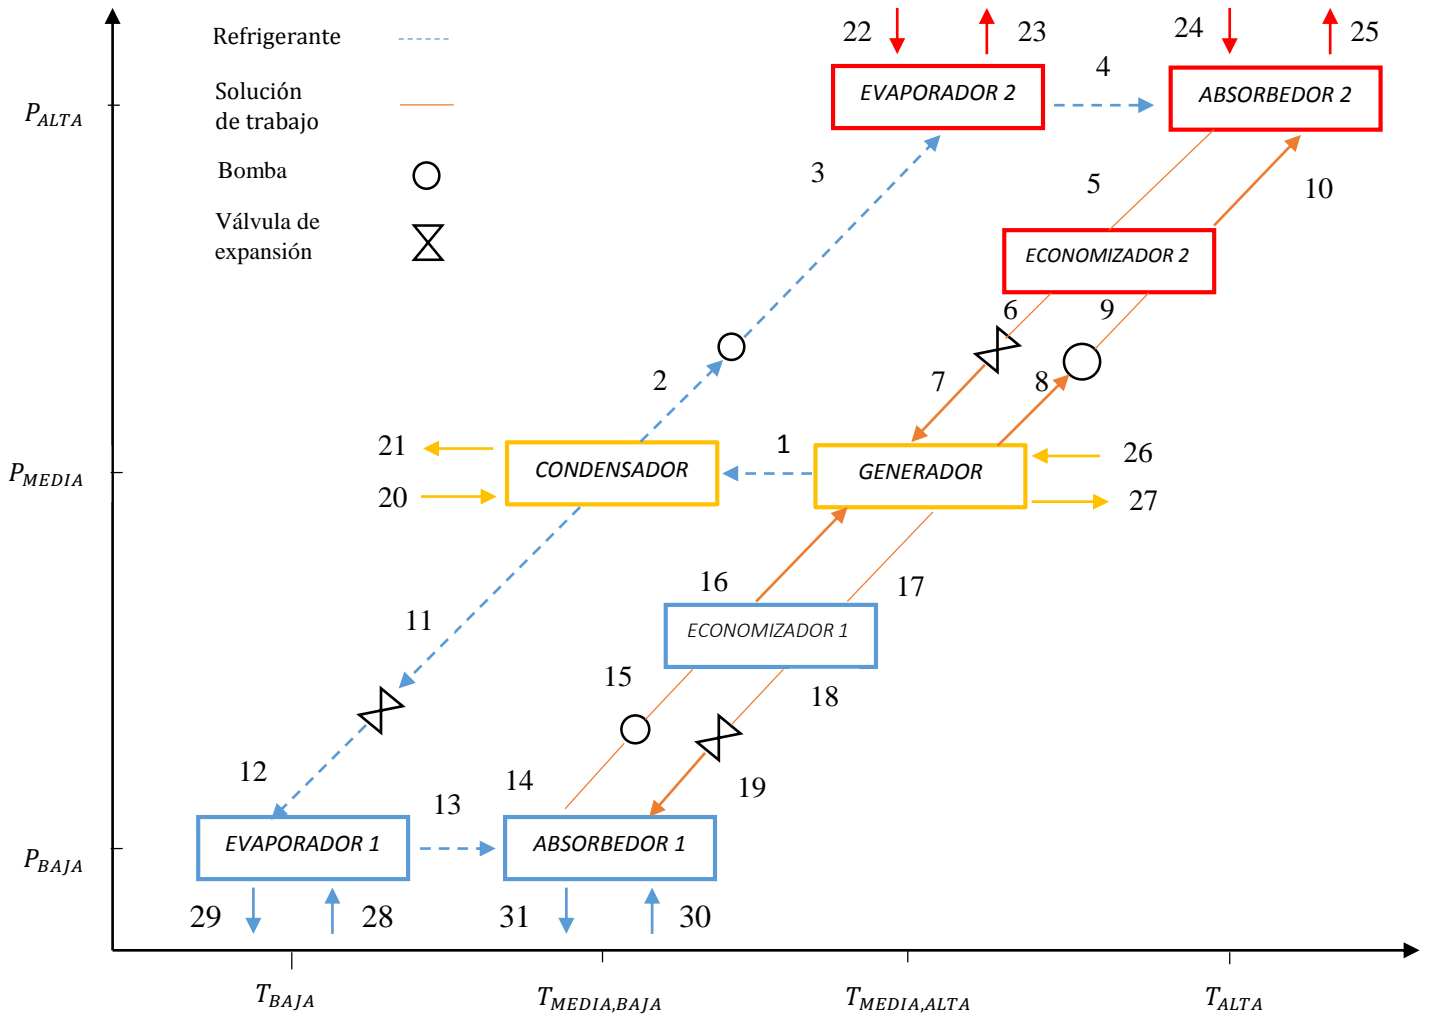 Refrigerante
Solución
de trabajo
Bomba
Válvula de
expansión
22
23
24
25
4
EVAPORADOR 2
ABSORBEDOR 2
P_ALTA
3
5
10
ECONOMIZADOR 2
6
9
2
7
8
21
CONDENSADOR
1
GENERADOR
26
P_MEDIA
20
27
16
17
11
ECONOMIZADOR 1
15
18
12
13
14
19
EVAPORADOR 1
ABSORBEDOR 1
P_BAJA
29
28
31
30
T_BAJA
T_MEDIA,BAJA
T_MEDIA,ALTA
T_ALTA